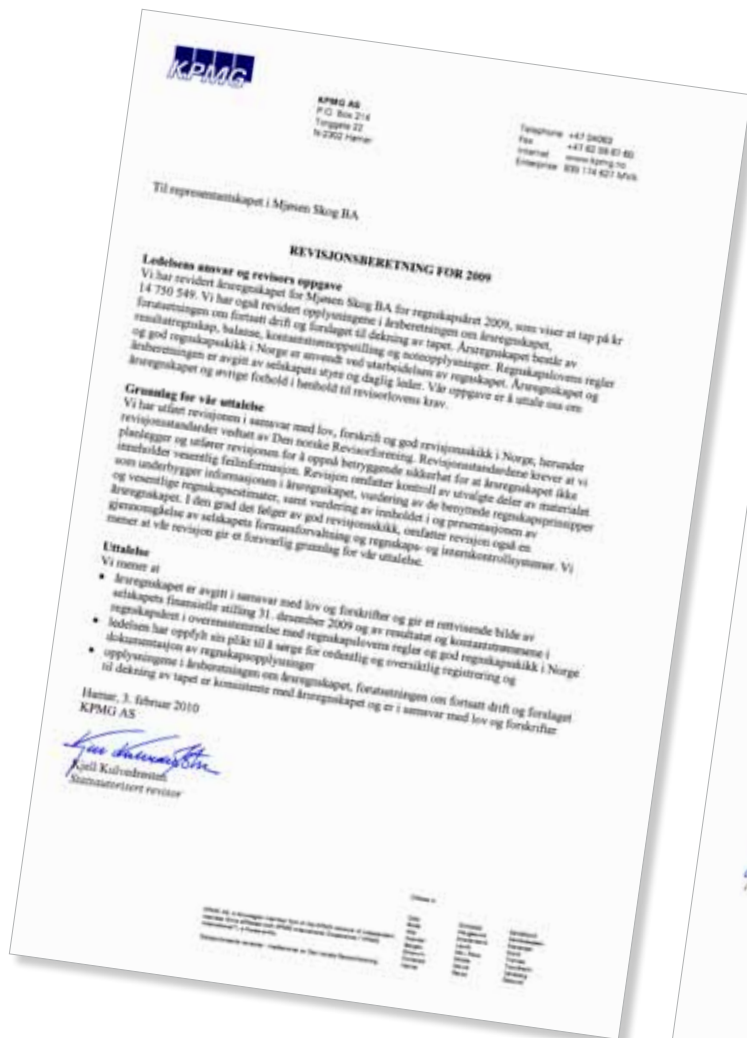 KPMG
KPMG AS
P.O. Box 214
Torggata 22
N-2302 Hamar
Telephone +47 04063
Fax
Internet www.kpmg.no
Enterprise 935 174 627 MVA
Til representantskapet i Mjøsen Skog BA
REVISJONSBERETNING FOR 2009
Ledelsens ansvar og revisors oppgave
Vi har revidert årsregnskapet for Mjøsen Skog BA for regnskapsåret 2009, som viser et tap på kr
14 750 549. Vi har også revidert opplysningene i årsberetningen om årsregnskapet,
forutsetningen om fortsatt drift og forslaget til dekning av tapet. Årsregnskapet består av
resultatregnskap, balanse, kontantstrømoppstilling og noteopplysninger. Regnskapslovens regler
og god regnskapsskikk i Norge er anvendt ved utarbeidelsen av regnskapet. Årsregnskapet og
årsberetningen er avgitt av selskapets styre og daglig leder. Vår oppgave er å uttale oss om
årsregnskapet og øvrige forhold i henhold til revisorlovens krav.
Grunnlag for vår uttalelse
Vi har utført revisjonen i samsvar med lov, forskrift og god revisjonsskikk i Norge, herunder
revisjonsstandarder vedtatt av Den norske Revisorforening. Revisjonsstandardene krever at vi
planlegger og utfører revisjonen for å oppnå betryggende sikkerhet for at årsregnskapet ikke
inneholder vesentlig feilinformasjon. Revisjon omfatter kontroll av utvalgte deler av materialet
som underbygger informasjonen i årsregnskapet, vurdering av de benyttede regnskapsprinsipper
og vesentlige regnskapsestimater, samt vurdering av innholdet i og presentasjonen av
årsregnskapet. I den grad det følger av god revisjonsskikk, omfatter revisjon også en
gjennomgåelse av selskapets formuesforvaltning og regnskaps- og internkontrollsystemer. Vi
mener at vår revisjon gir et forsvarlig grunnlag for vår uttalelse.
Uttalelse
Vi mener at
• årsregnskapet er avgitt i samsvar med lov og forskrifter og gir et rettvisende bilde av
selskapets finansielle stilling 31. desember 2009 og av resultatet og kontantstrømmene i
regnskapsåret i overensstemmelse med regnskapslovens regler og god regnskapsskikk i Norge
• ledelsen har oppfylt sin plikt til å sørge for ordentlig og oversiktlig registrering og
dokumentasjon av regnskapsopplysninger
• opplysningene i årsberetningen om årsregnskapet, forutsetningen om fortsatt drift og forslaget
til dekning av tapet er konsistente med årsregnskapet og er i samsvar med lov og forskrifter
Hamar, 3. februar 2010
KPMG AS
Kjell Kulvedrøsten
Statsautorisert revisor